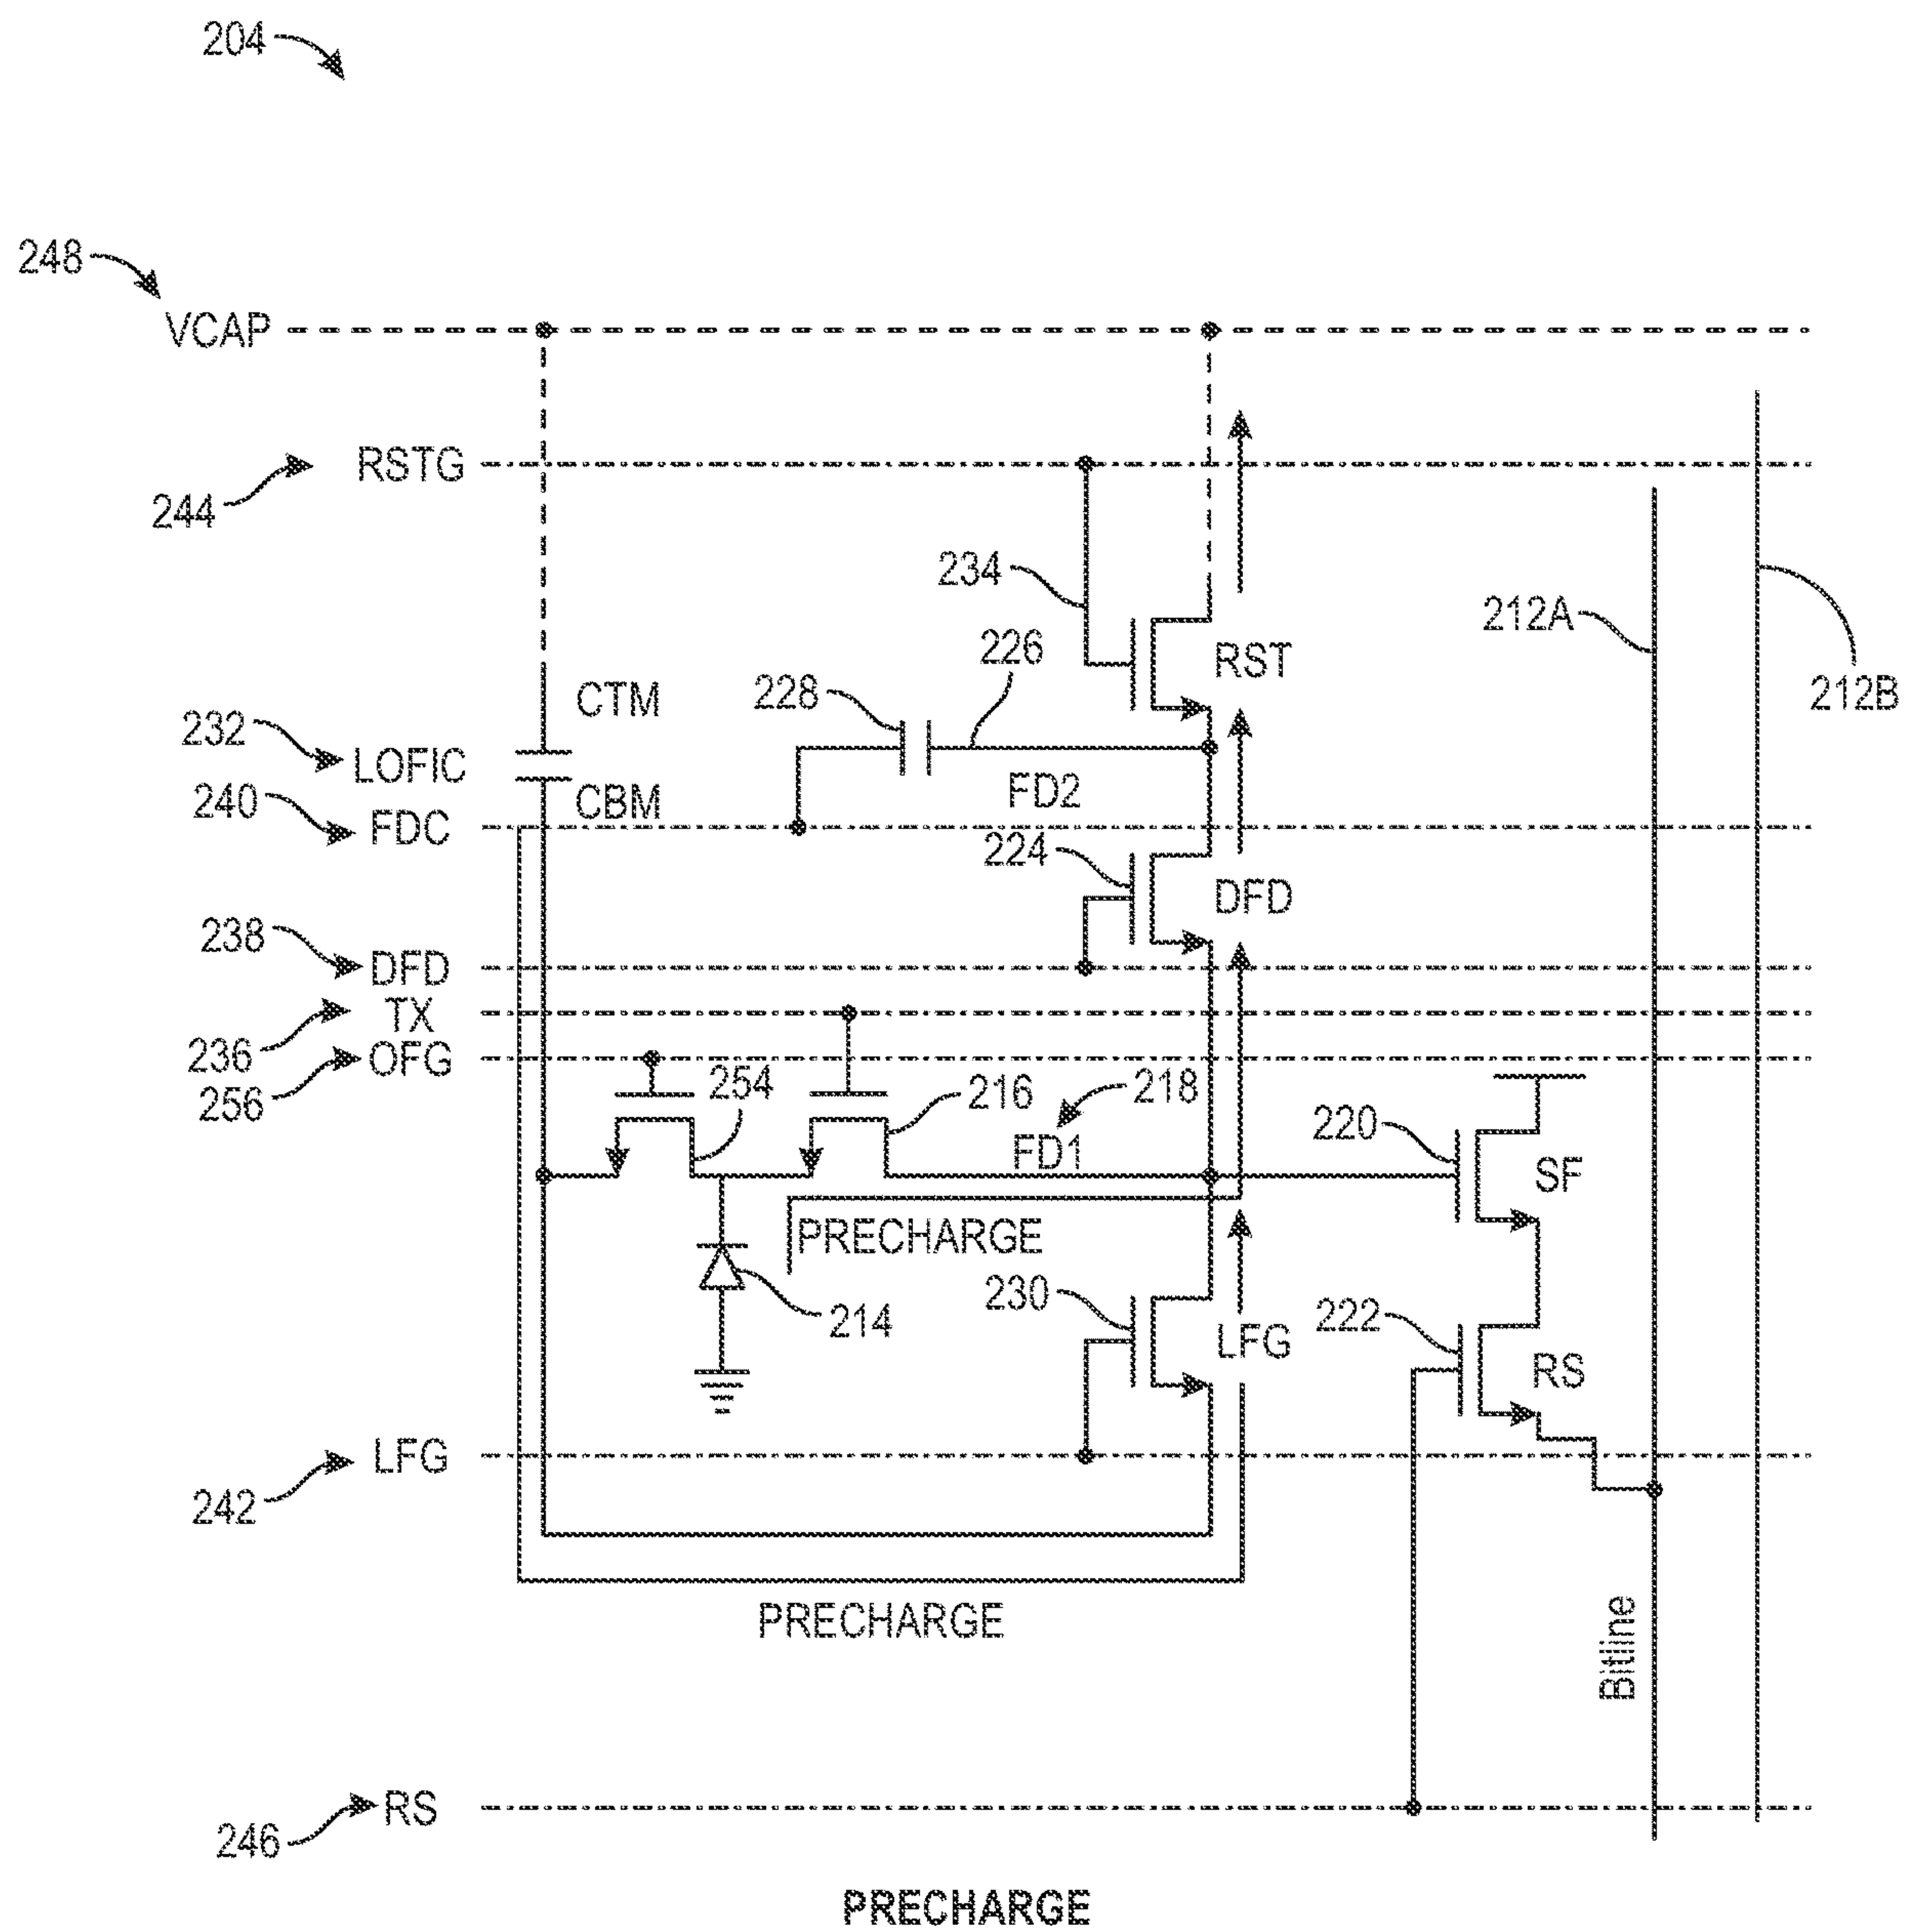 204
248
VCAP
RSTG
244
234
226
212A
212B
RST
228
CTM
232
LOFIC
CBM
FD2
240
FDC
224
DFD
238
DFD
TX
236
OFG
256
254
216
218
FD1
220
SF
PRECHARGE
214
230
LFG
222
RS
LFG
242
PRECHARGE
Bitline
RS
246
PRECHARGE